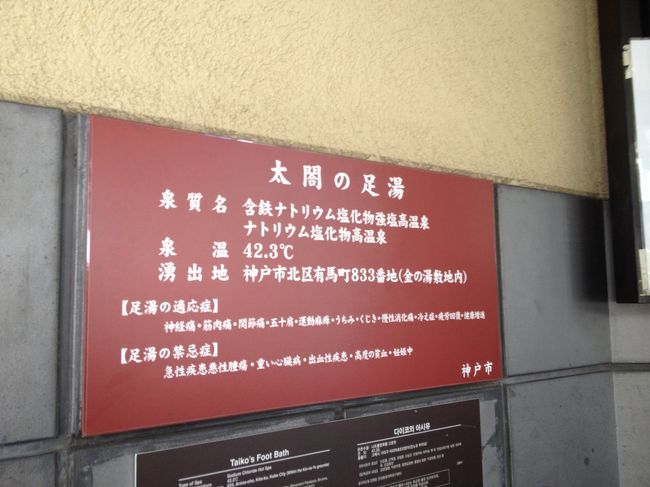 太閤の足湯
泉質名 含鉄ナトリウム塩化物強塩高温泉
ナトリウム塩化物高温泉
泉温 42.3℃
湧出地 神戸市北区有馬町833番地(金の湯敷地内)
【足湯の適応症】
神経痛・筋肉痛・関節痛・五十肩・運動麻痺・うちみ・くじき・慢性消化病・冷え症・疲労回復・健康増進
【足湯の禁忌症】
急性疾患悪性腫瘍・重い心臓病・出血性疾患・高度の貧血・妊娠中
神戸市
Taiko's Foot Bath
Sodium Chloride Hot Spa
42.3℃
다이코의 아시유